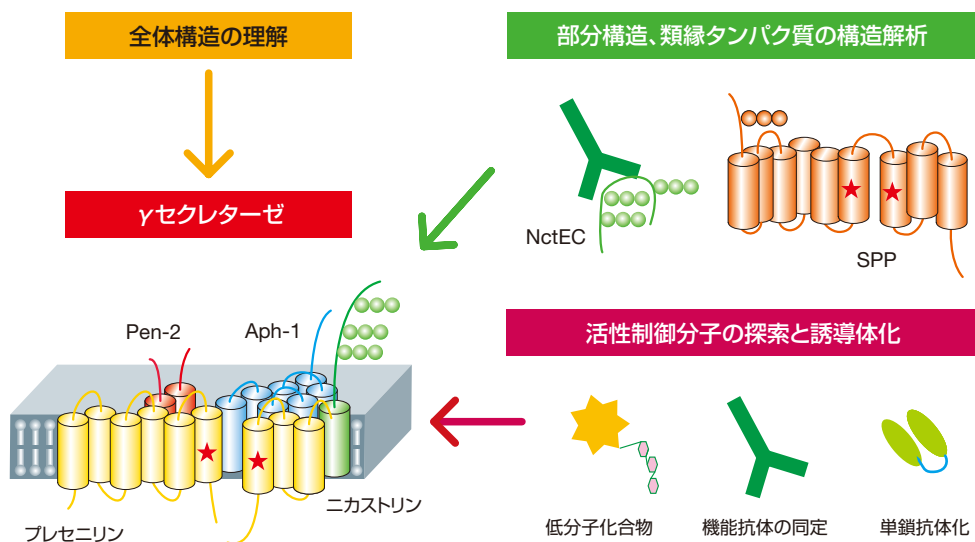 全体構造の理解
部分構造、類縁タンパク質の構造解析
γセクレターゼ
NctEC
SPP
Pen-2
Aph-1
活性制御分子の探索と誘導体化
プレセニリン
ニカストリン
低分子化合物
機能抗体の同定
単鎖抗体化